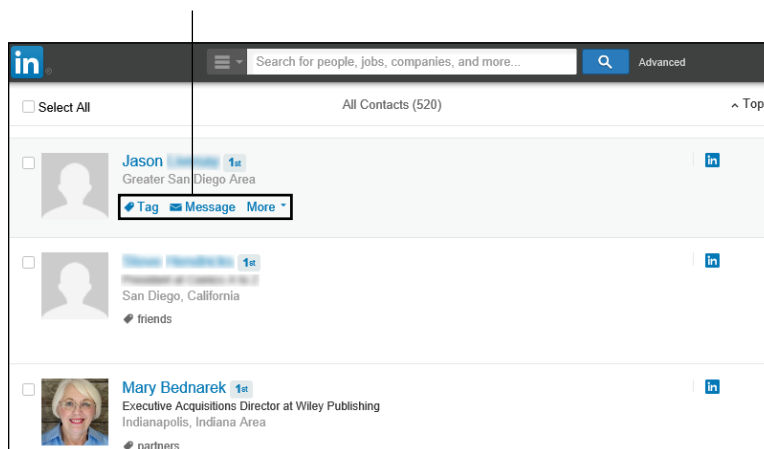 in
Search for people, jobs, companies, and more...
Advanced
Select All
All Contacts (520)
Top
Jason 1st
in
Greater San Diego Area
Tag Message More
1st
in
San Diego, California
friends
Mary Bednarek 1st
in
Executive Acquisitions Director at Wiley Publishing
Indianapolis, Indiana Area
partners